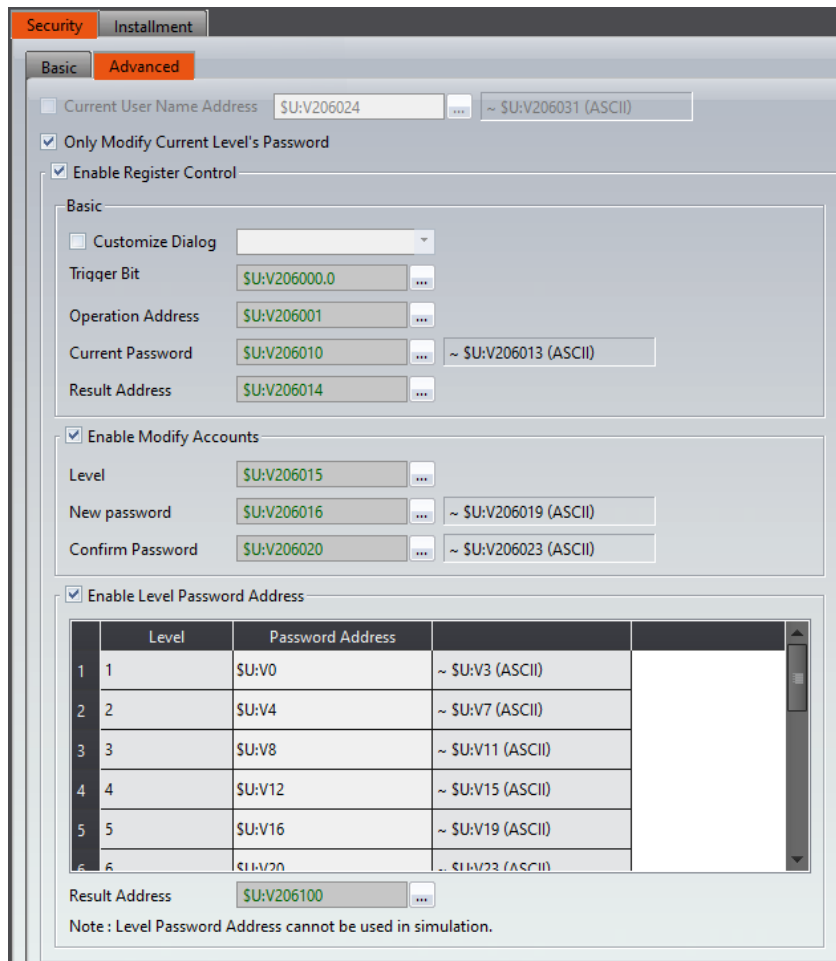 Security Installment
Basic Advanced
Current User Name Address $U:V206024 ... ~ $U:V206031 (ASCII)
Only Modify Current Level's Password
Enable Register Control
Basic
Customize Dialog
Trigger Bit $U:V206000.0 ...
Operation Address $U:V206001 ...
Current Password $U:V206010 ... ~ $U:V206013 (ASCII)
Result Address $U:V206014 ...
Enable Modify Accounts
Level $U:V206015 ...
New password $U:V206016 ... ~ $U:V206019 (ASCII)
Confirm Password $U:V206020 ... ~ $U:V206023 (ASCII)
Enable Level Password Address
Level Password Address
1 1 $U:V0 ~ $U:V3 (ASCII)
2 2 $U:V4 ~ $U:V7 (ASCII)
3 3 $U:V8 ~ $U:V11 (ASCII)
4 4 $U:V12 ~ $U:V15 (ASCII)
5 5 $U:V16 ~ $U:V19 (ASCII)
6 6 $U:V20 ~ $U:V23 (ASCII)
Result Address $U:V206100 ...
Note : Level Password Address cannot be used in simulation.